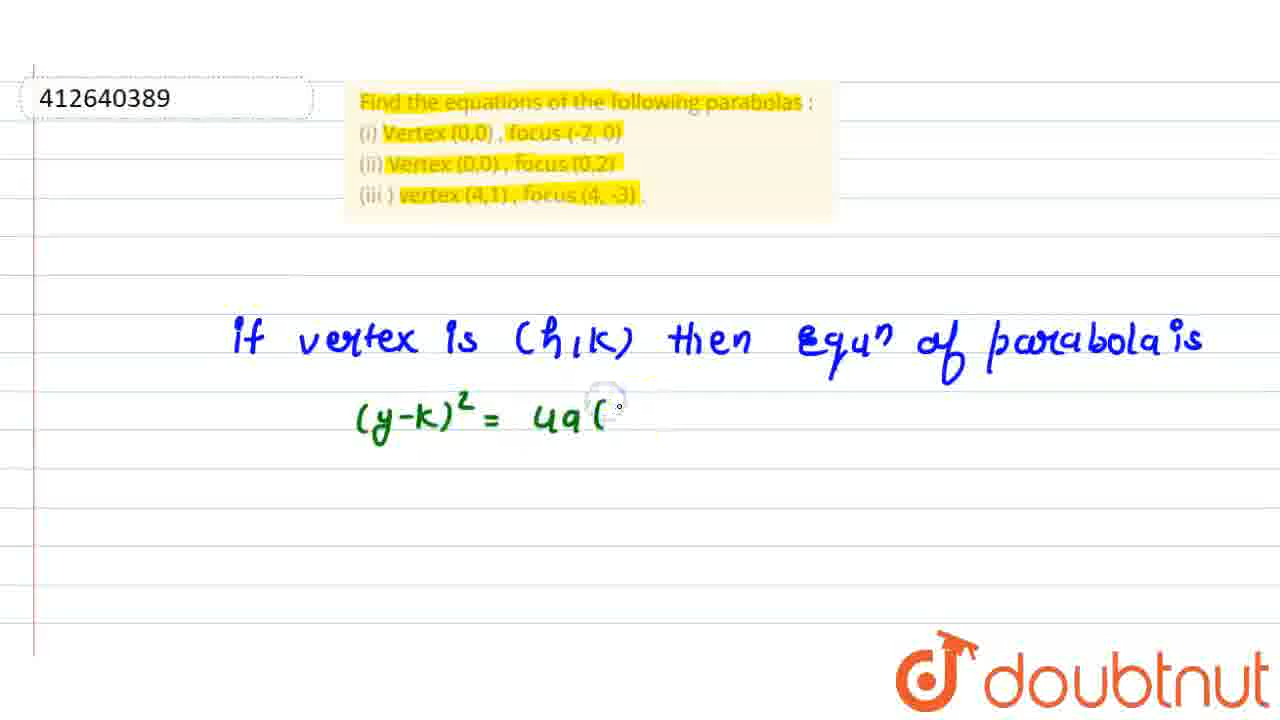 412640389
Find the equations of the following parabolas :
(i) Vertex (0,0) , focus (-2, 0)
(ii) Vertex (0,0) , focus (0,2)
(iii ) vertex (4,1) , focus (4, -3) .
if vertex is (h,k) then Equⁿ of parabola is
(y-k)² = 4a (
doubtnut